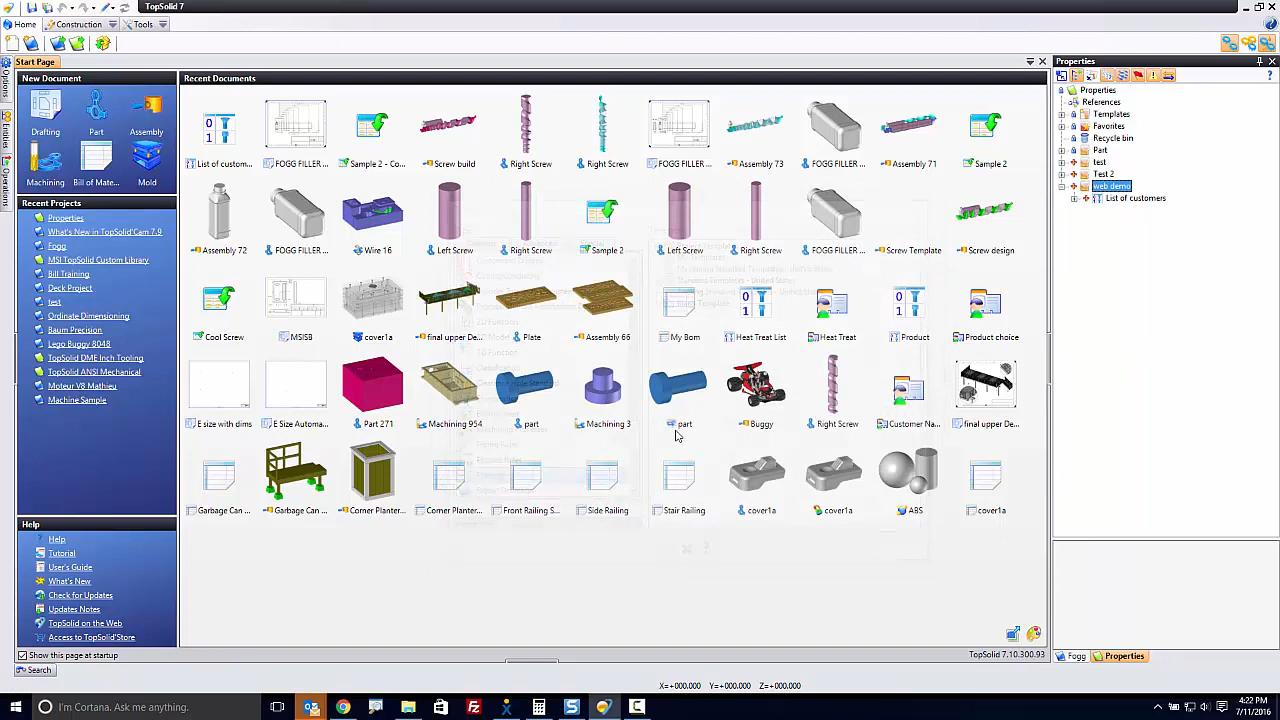 TopSolid 7
Home Construction Tools
Start Page
Properties
New Document
Recent Documents
Drafting Part Assembly
Machining Bill of Mate... Mold
Recent Projects
Properties
What's New in TopSolid'Cam 7.9
Fogg
MSI TopSolid Custom Library
Bill Training
Deck Project
test
Ordinate Dimensioning
Baum Precision
Lego Buggy 8048
TopSolid DME Inch Tooling
TopSolid ANSI Mechanical
Moteur V8 Mathieu
Machine Sample
Help
Help
Tutorial
User's Guide
What's New
Check for Updates
Updates Notes
TopSolid on the Web
Access to TopSolid'Store
Show this page at startup
Search
List of custom... FOGG FILLER ... Sample 2 - Co... Screw build Right Screw Right Screw FOGG FILLER ... Assembly 73 FOGG FILLER ... Assembly 71 Sample 2
Assembly 72 FOGG FILLER ... Wire 16 Left Screw Right Screw Sample 2 Left Screw Right Screw FOGG FILLER ... Screw Template Screw design
Cool Screw MSISB cover1a final upper De... Plate Assembly 66 My Bom Heat Treat List Heat Treat Product Product choice
E size with dims E Size Automa... Part 271 Machining 954 part Machining 3 part Buggy Right Screw Customer Na... final upper De...
Garbage Can ... Garbage Can ... Corner Planter... Corner Planter... Front Railing S... Side Railing Stair Railing cover1a cover1a ABS cover1a
TopSolid 7.10.300.93
Properties
References
Templates
Favorites
Recycle bin
Part
test
Test 2
web demo
List of customers
Fogg Properties
Options
Entities
Operations
X=+000.000 Y=+000.000 Z=+000.000
I'm Cortana. Ask me anything.
4:22 PM
7/11/2016